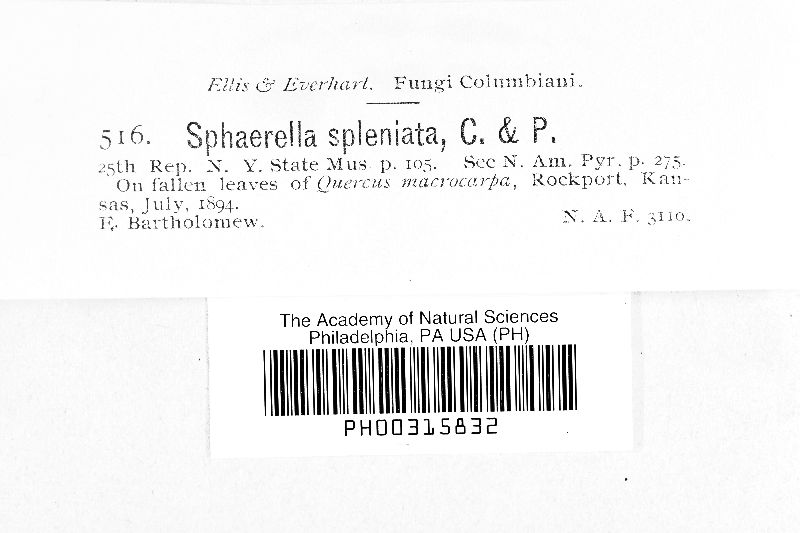 Ellis & Everhart. Fungi Columbiani.
516. Sphaerella spleniata, C. & P.
25th Rep. N. Y. State Mus. p. 105. See N. Am. Pyr. p. 275.
On fallen leaves of Quercus macrocarpa, Rockport, Kan-
sas, July, 1894.
E. Bartholomew. N. A. F. 3110.
The Academy of Natural Sciences
Philadelphia, PA USA (PH)
PH00315832